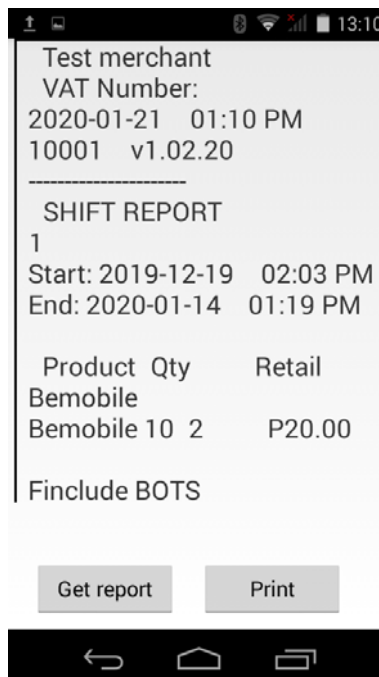 13:10
Test merchant
VAT Number:
2020-01-21 01:10 PM
10001 v1.02.20
----------------------
SHIFT REPORT
1
Start: 2019-12-19 02:03 PM
End: 2020-01-14 01:19 PM
Product Qty Retail
Bemobile
Bemobile 10 2 P20.00
Finclude BOTS
Get report Print